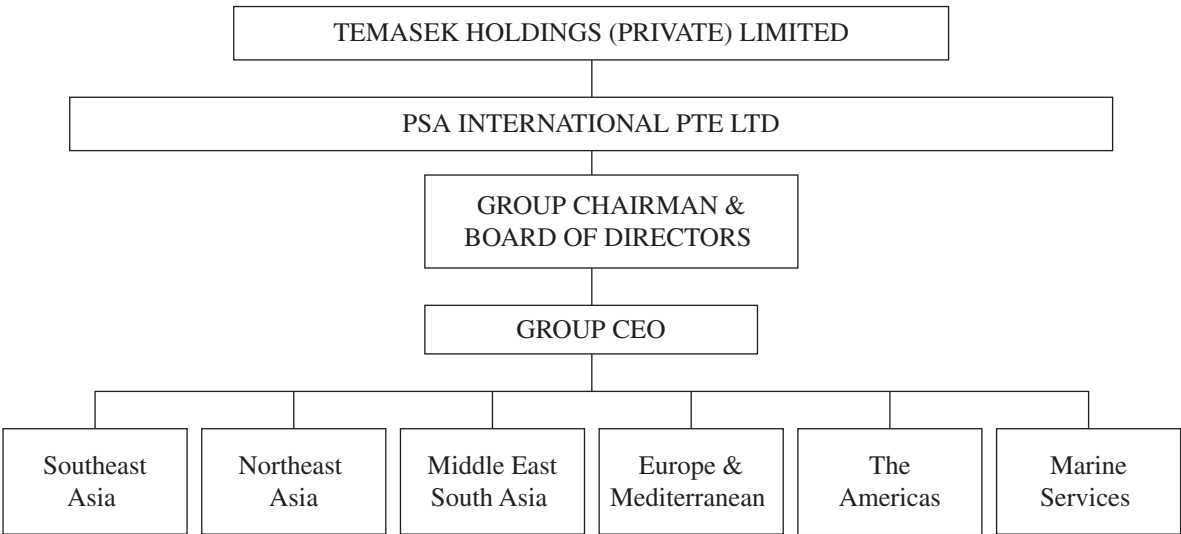 TEMASEK HOLDINGS (PRIVATE) LIMITED
PSA INTERNATIONAL PTE LTD
GROUP CHAIRMAN &
BOARD OF DIRECTORS
GROUP CEO
Southeast
Asia
Northeast
Asia
Middle East
South Asia
Europe &
Mediterranean
The
Americas
Marine
Services